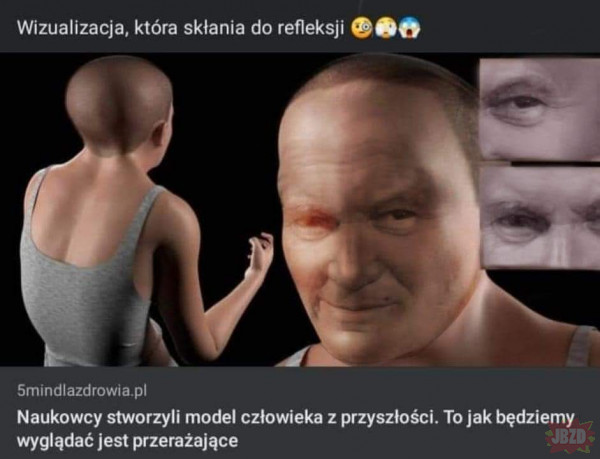 Wizualizacja, która skłania do refleksji 🧐😳😱
5mindlazdrowia.pl
Naukowcy stworzyli model człowieka z przyszłości. To jak będziemy
wyglądać jest przerażające
JBZD